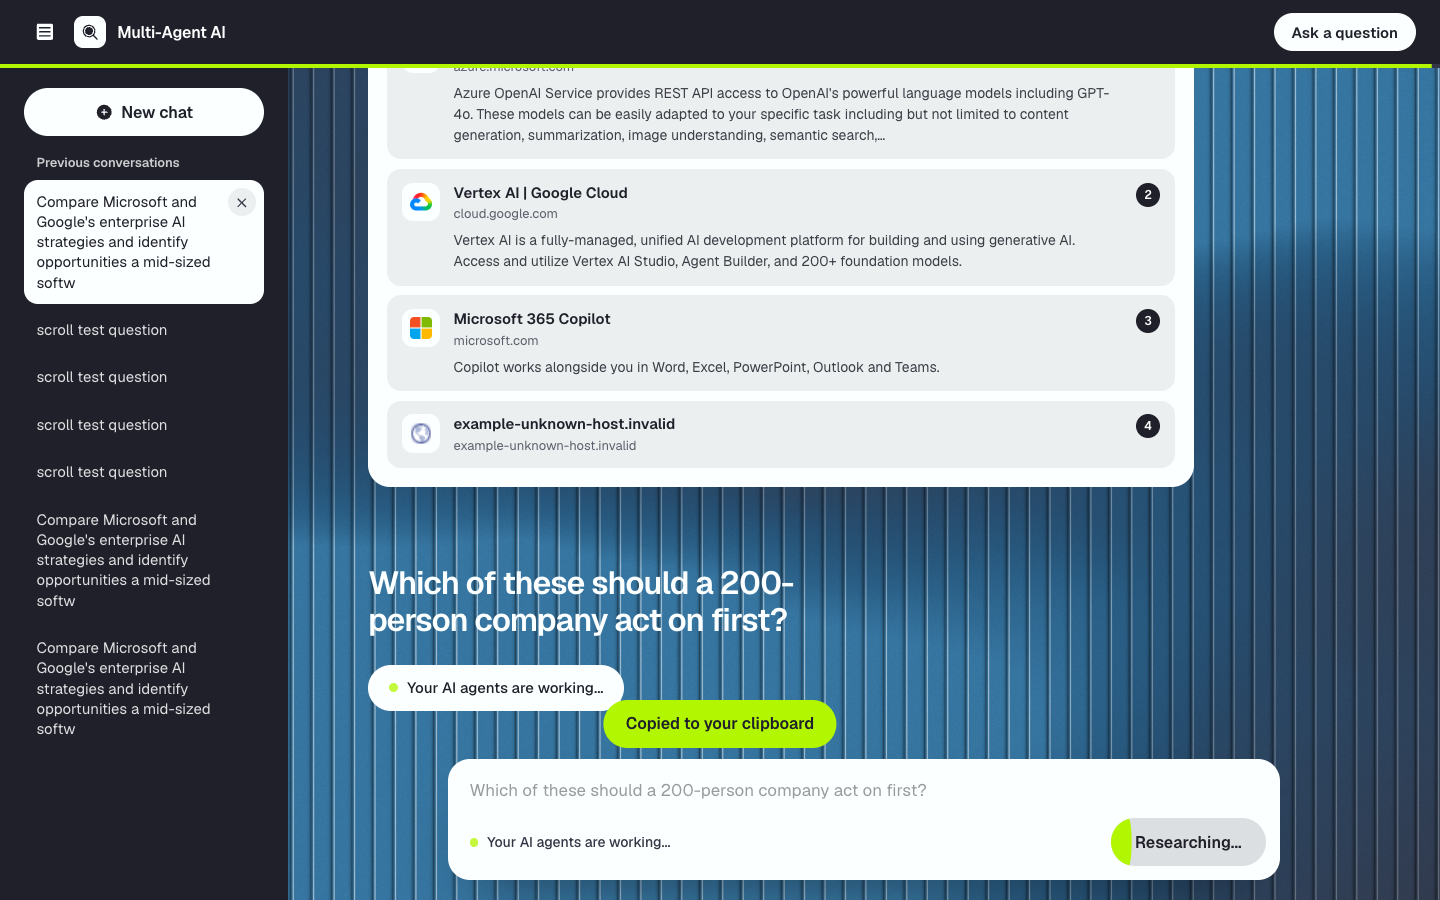 Multi-Agent AI
Ask a question
New chat
Previous conversations
Compare Microsoft and
Google's enterprise AI
strategies and identify
opportunities a mid-sized
softw
scroll test question
scroll test question
scroll test question
scroll test question
Compare Microsoft and
Google's enterprise AI
strategies and identify
opportunities a mid-sized
softw
Compare Microsoft and
Google's enterprise AI
strategies and identify
opportunities a mid-sized
softw
azure.microsoft.com
Azure OpenAI Service provides REST API access to OpenAI's powerful language models including GPT-
4o. These models can be easily adapted to your specific task including but not limited to content
generation, summarization, image understanding, semantic search,…
Vertex AI | Google Cloud
2
cloud.google.com
Vertex AI is a fully-managed, unified AI development platform for building and using generative AI.
Access and utilize Vertex AI Studio, Agent Builder, and 200+ foundation models.
Microsoft 365 Copilot
3
microsoft.com
Copilot works alongside you in Word, Excel, PowerPoint, Outlook and Teams.
example-unknown-host.invalid
4
example-unknown-host.invalid
Which of these should a 200-
person company act on first?
Your AI agents are working…
Copied to your clipboard
Which of these should a 200-person company act on first?
Your AI agents are working…
Researching…